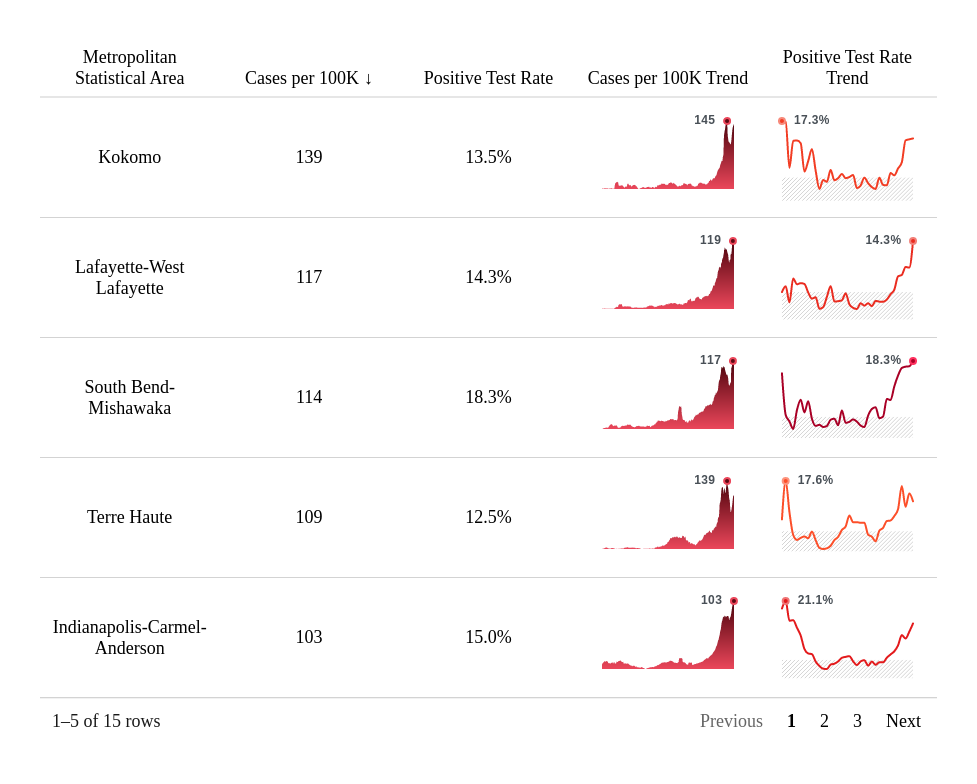 Metropolitan
Statistical Area
Cases per 100K ↓
Positive Test Rate
Cases per 100K Trend
Positive Test Rate
Trend
Kokomo
139
13.5%
145
17.3%
Lafayette-West
Lafayette
117
14.3%
119
14.3%
South Bend-
Mishawaka
114
18.3%
117
18.3%
Terre Haute
109
12.5%
139
17.6%
Indianapolis-Carmel-
Anderson
103
15.0%
103
21.1%
1–5 of 15 rows
Previous 1 2 3 Next